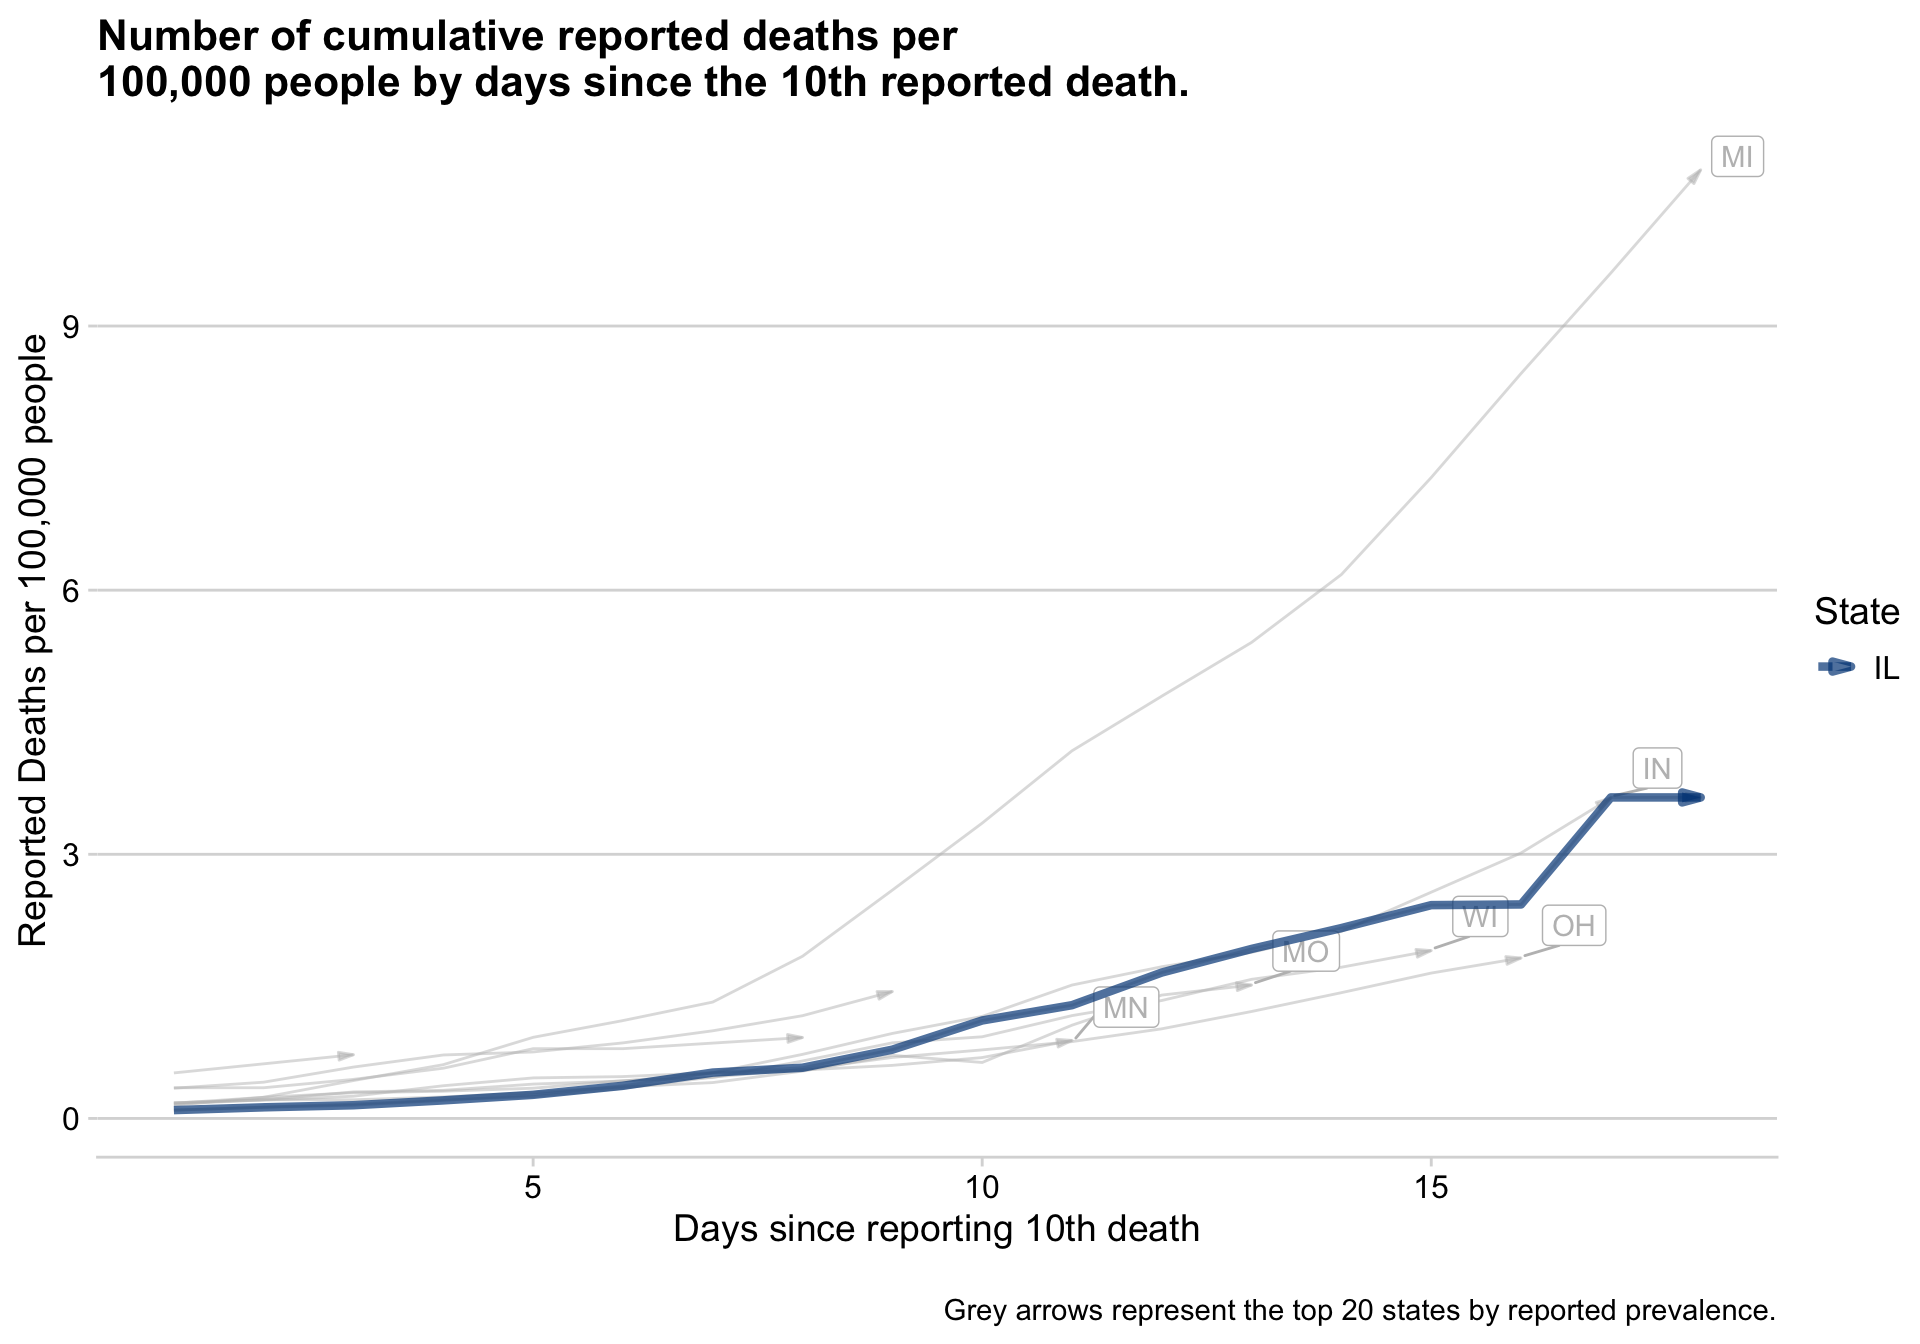 Number of cumulative reported deaths per
100,000 people by days since the 10th reported death.
MI
9
6
3
0
Reported Deaths per 100,000 people
IN
WI
OH
MO
MN
State
IL
5
10
15
Days since reporting 10th death
Grey arrows represent the top 20 states by reported prevalence.